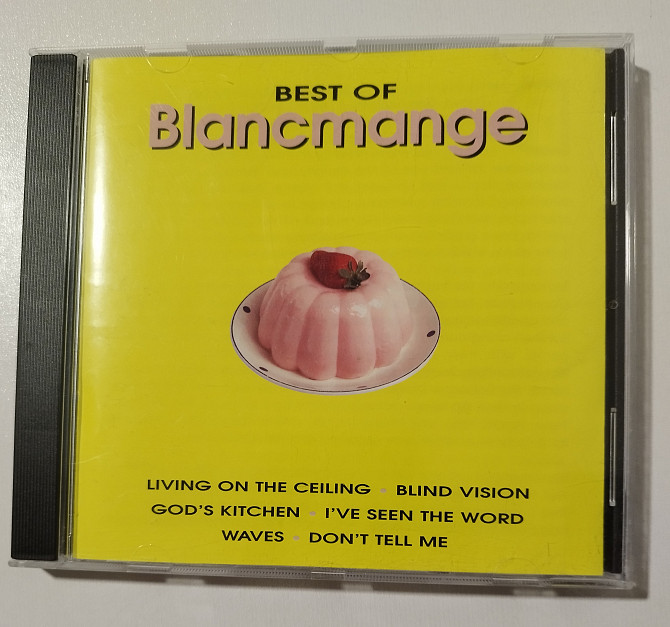 BEST OF
Blancmange
LIVING ON THE CEILING • BLIND VISION
GOD'S KITCHEN • I'VE SEEN THE WORD
WAVES • DON'T TELL ME